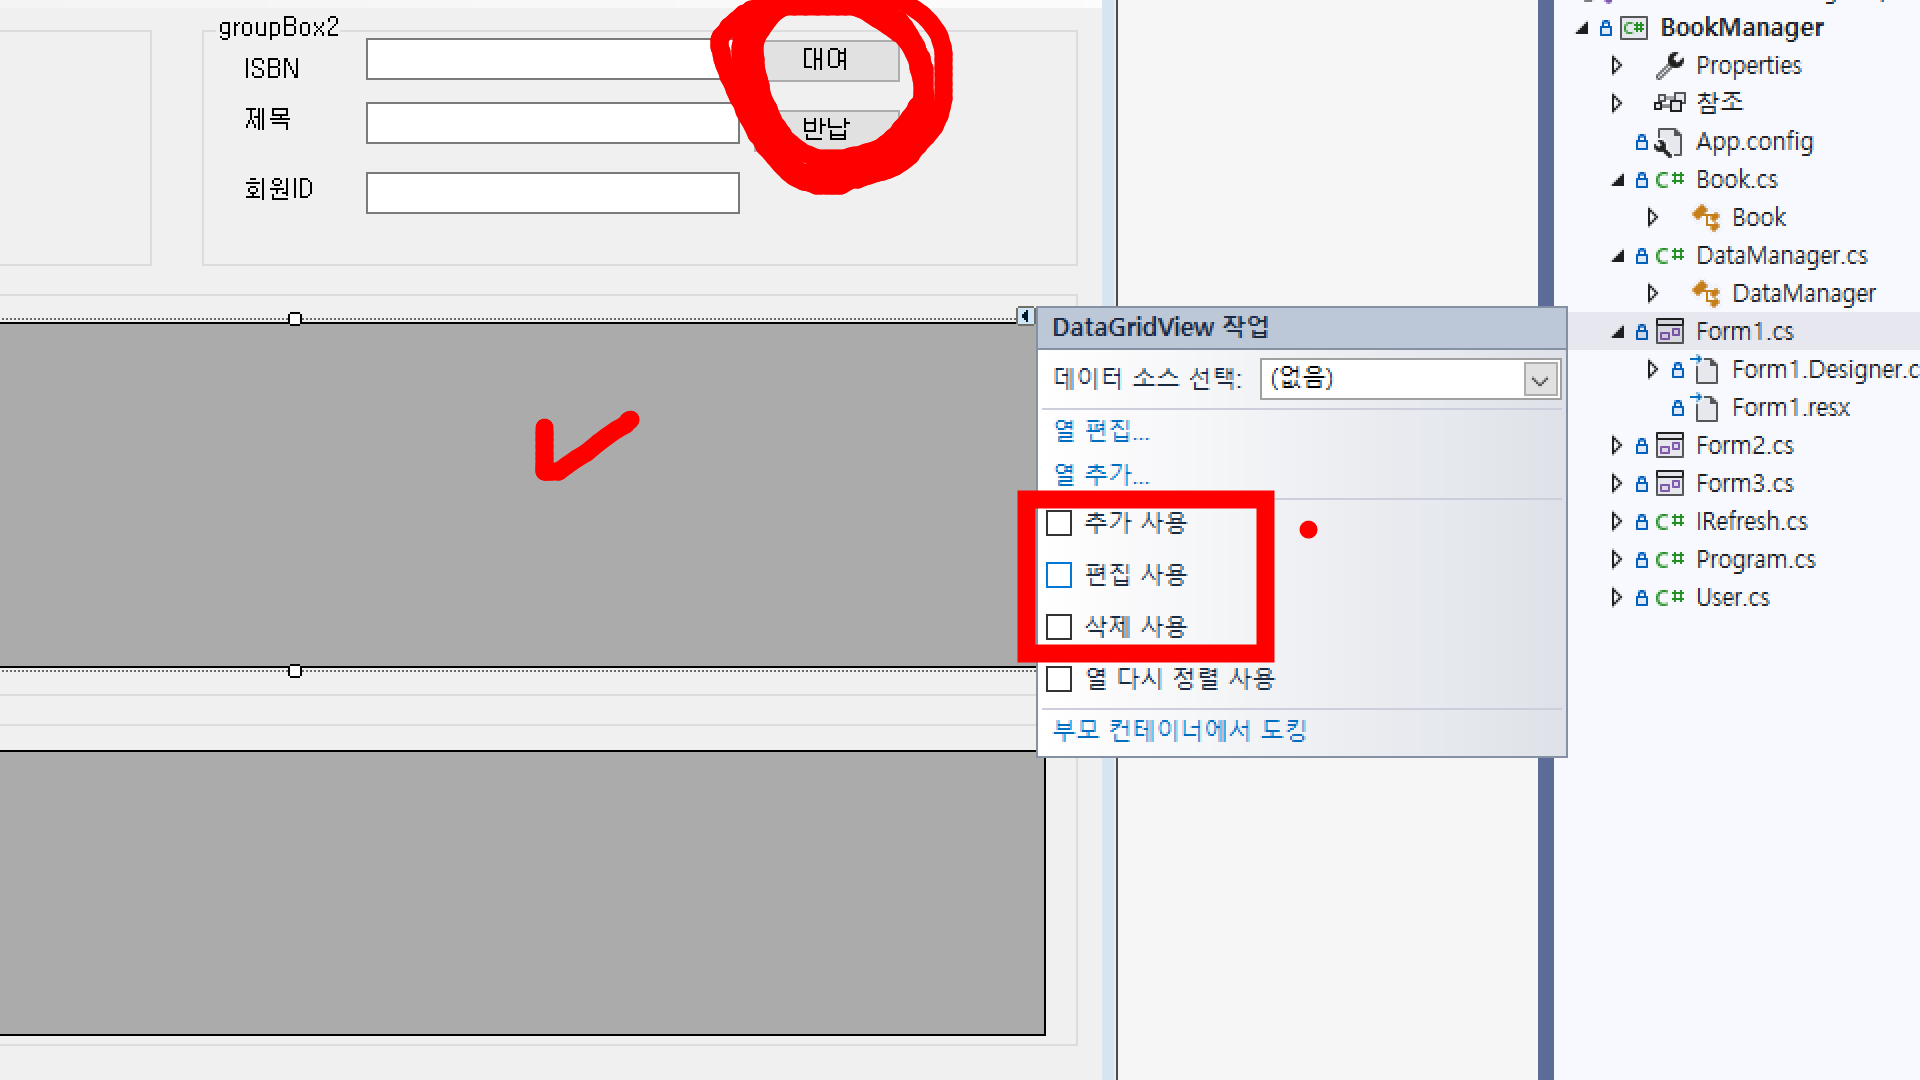 groupBox2
ISBN
제목
회원ID
대여
반납
DataGridView 작업
데이터 소스 선택: (없음)
열 편집...
열 추가...
추가 사용
편집 사용
삭제 사용
열 다시 정렬 사용
부모 컨테이너에서 도킹
C# BookManager
Properties
참조
App.config
C# Book.cs
Book
C# DataManager.cs
DataManager
Form1.cs
Form1.Designer.c
Form1.resx
Form2.cs
Form3.cs
C# IRefresh.cs
C# Program.cs
C# User.cs